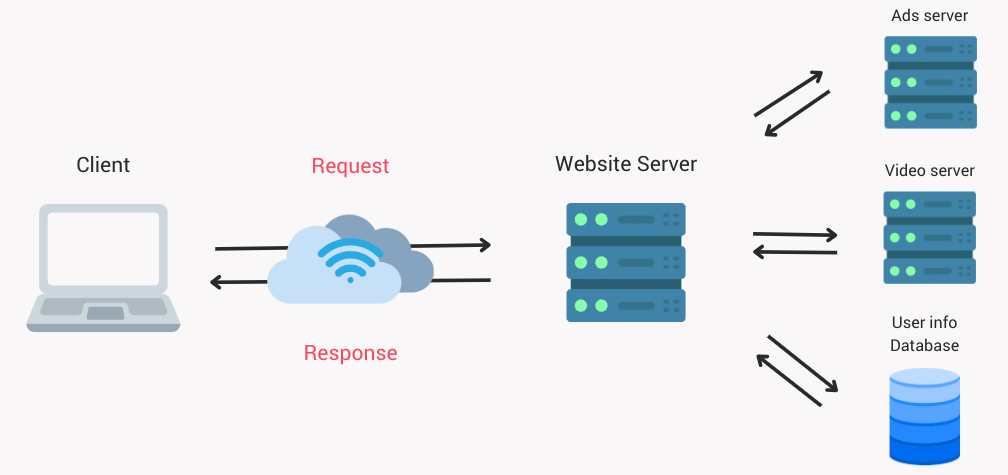 Ads server
Client
Request
Website Server
Video server
Response
User info
Database